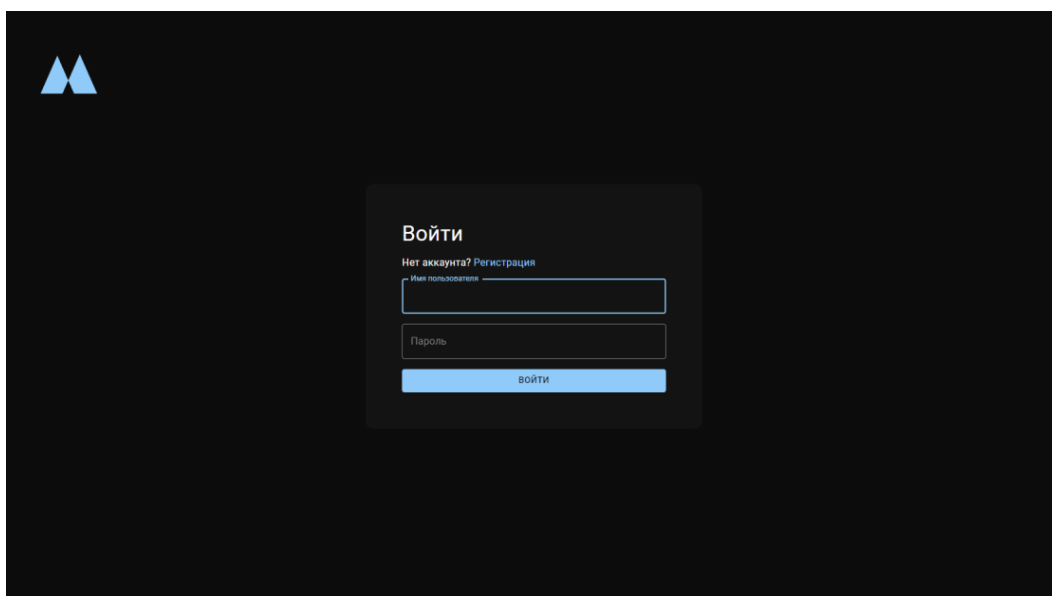 Войти
Нет аккаунта? Регистрация
Имя пользователя
Пароль
ВОЙТИ